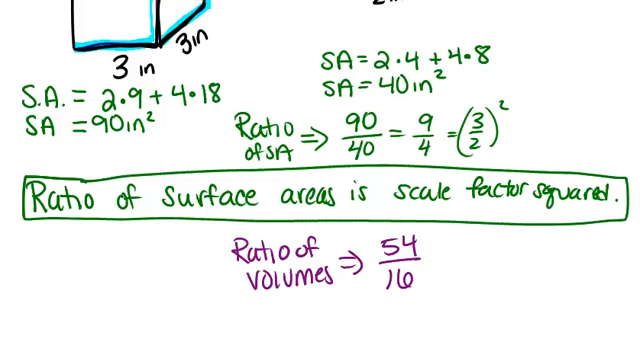 3 in
3 in
S.A. = 2·9 + 4·18
SA = 90 in²
SA = 2·4 + 4·8
SA = 40 in²
Ratio of SA ⇒ 90/40 = 9/4 = (3/2)²
Ratio of surface areas is scale factor squared.
Ratio of volumes ⇒ 54/16